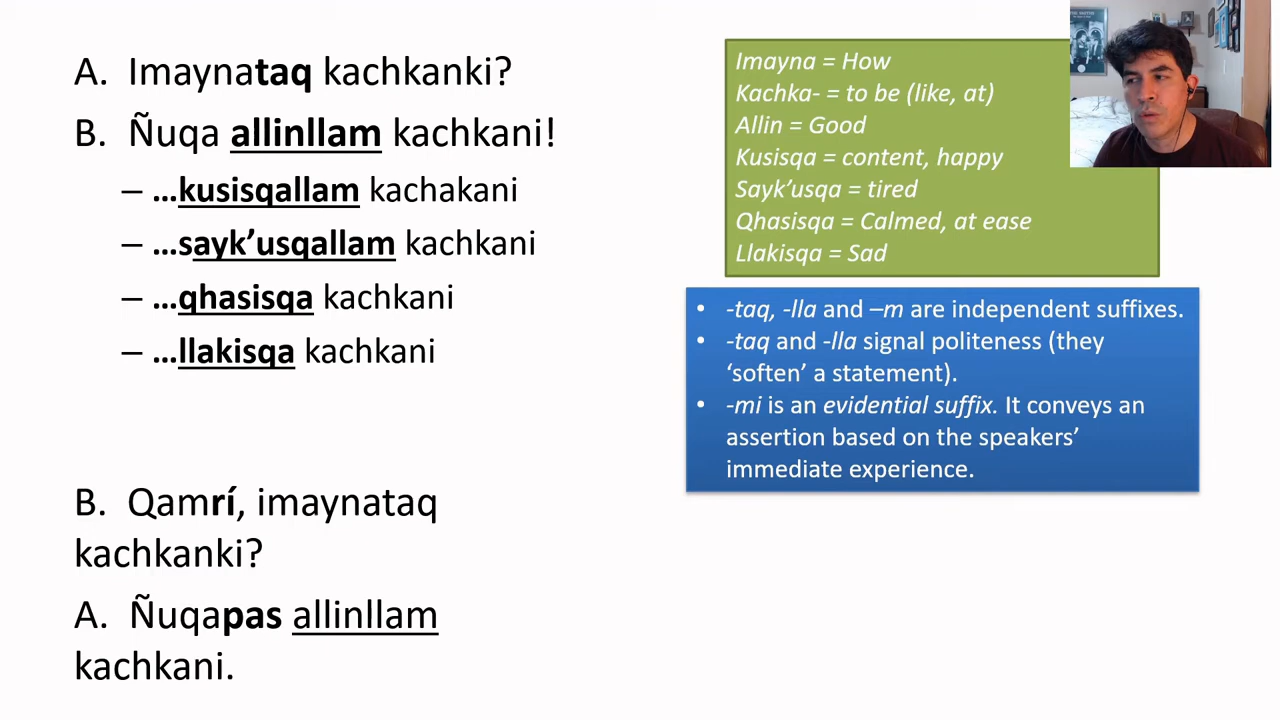 A. Imaynataq kachkanki?
B. Ñuqa allinllam kachkani!
– …kusisqallam kachakani
– …sayk’usqallam kachkani
– …qhasisqa kachkani
– …llakisqa kachkani
B. Qamrí, imaynataq
kachkanki?
A. Ñuqapas allinllam
kachkani.
Imayna = How
Kachka- = to be (like, at)
Allin = Good
Kusisqa = content, happy
Sayk’usqa = tired
Qhasisqa = Calmed, at ease
Llakisqa = Sad
• -taq, -lla and –m are independent suffixes.
• -taq and -lla signal politeness (they
‘soften’ a statement).
• -mi is an evidential suffix. It conveys an
assertion based on the speakers’
immediate experience.